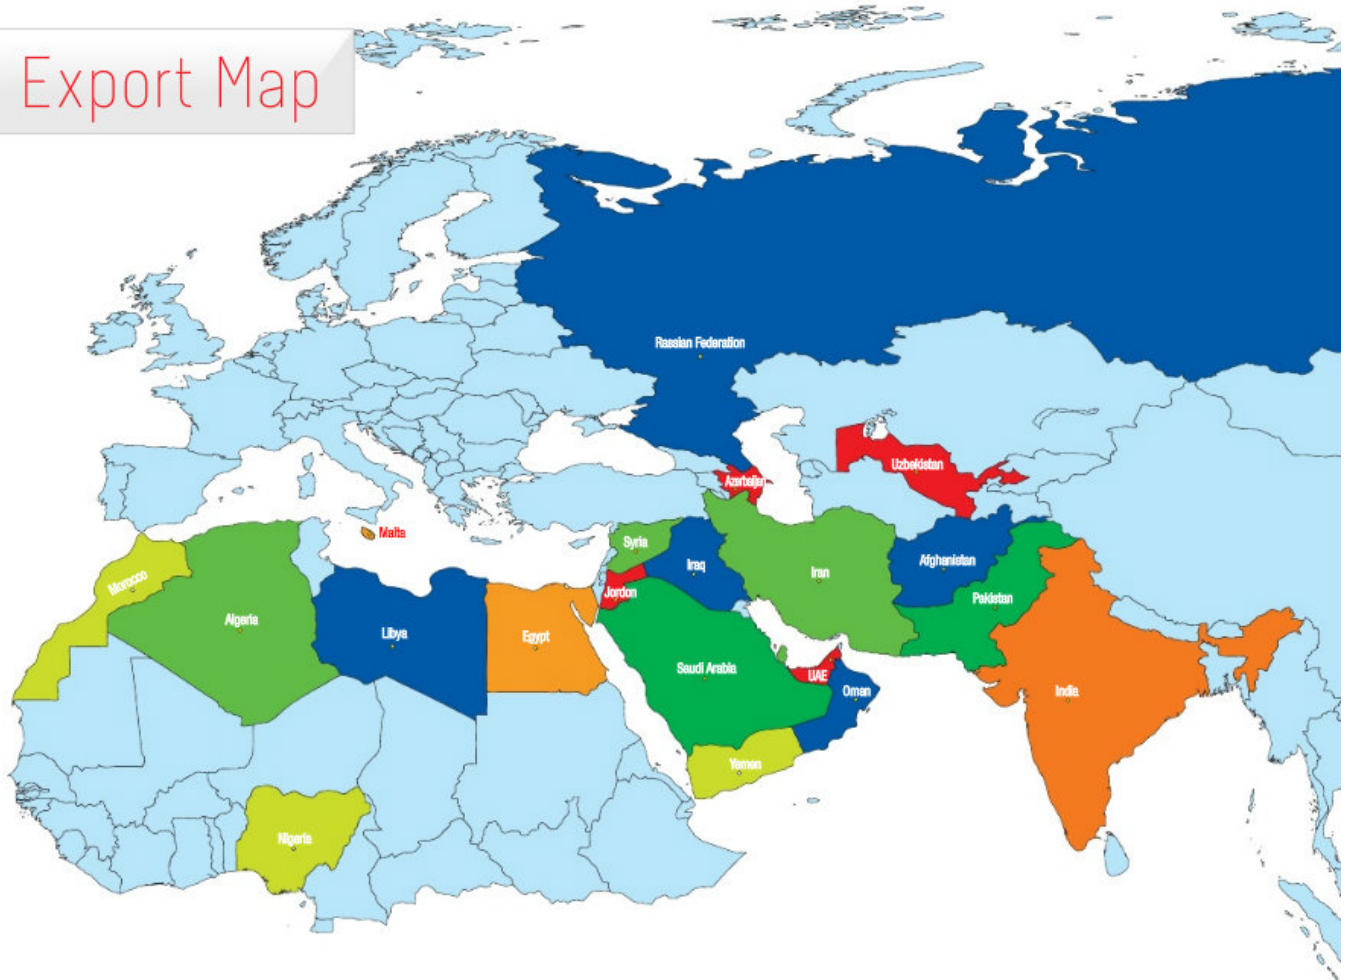 Export Map
Rassian Federation
Uzbekistan
Azerbaijan
Malta
Syria
Iraq
Iran
Afghanistan
Morocco
Jordon
Pakistan
Algeria
Libya
Egypt
Saudi Arabia
UAE
Oman
India
Yemen
Nigeria